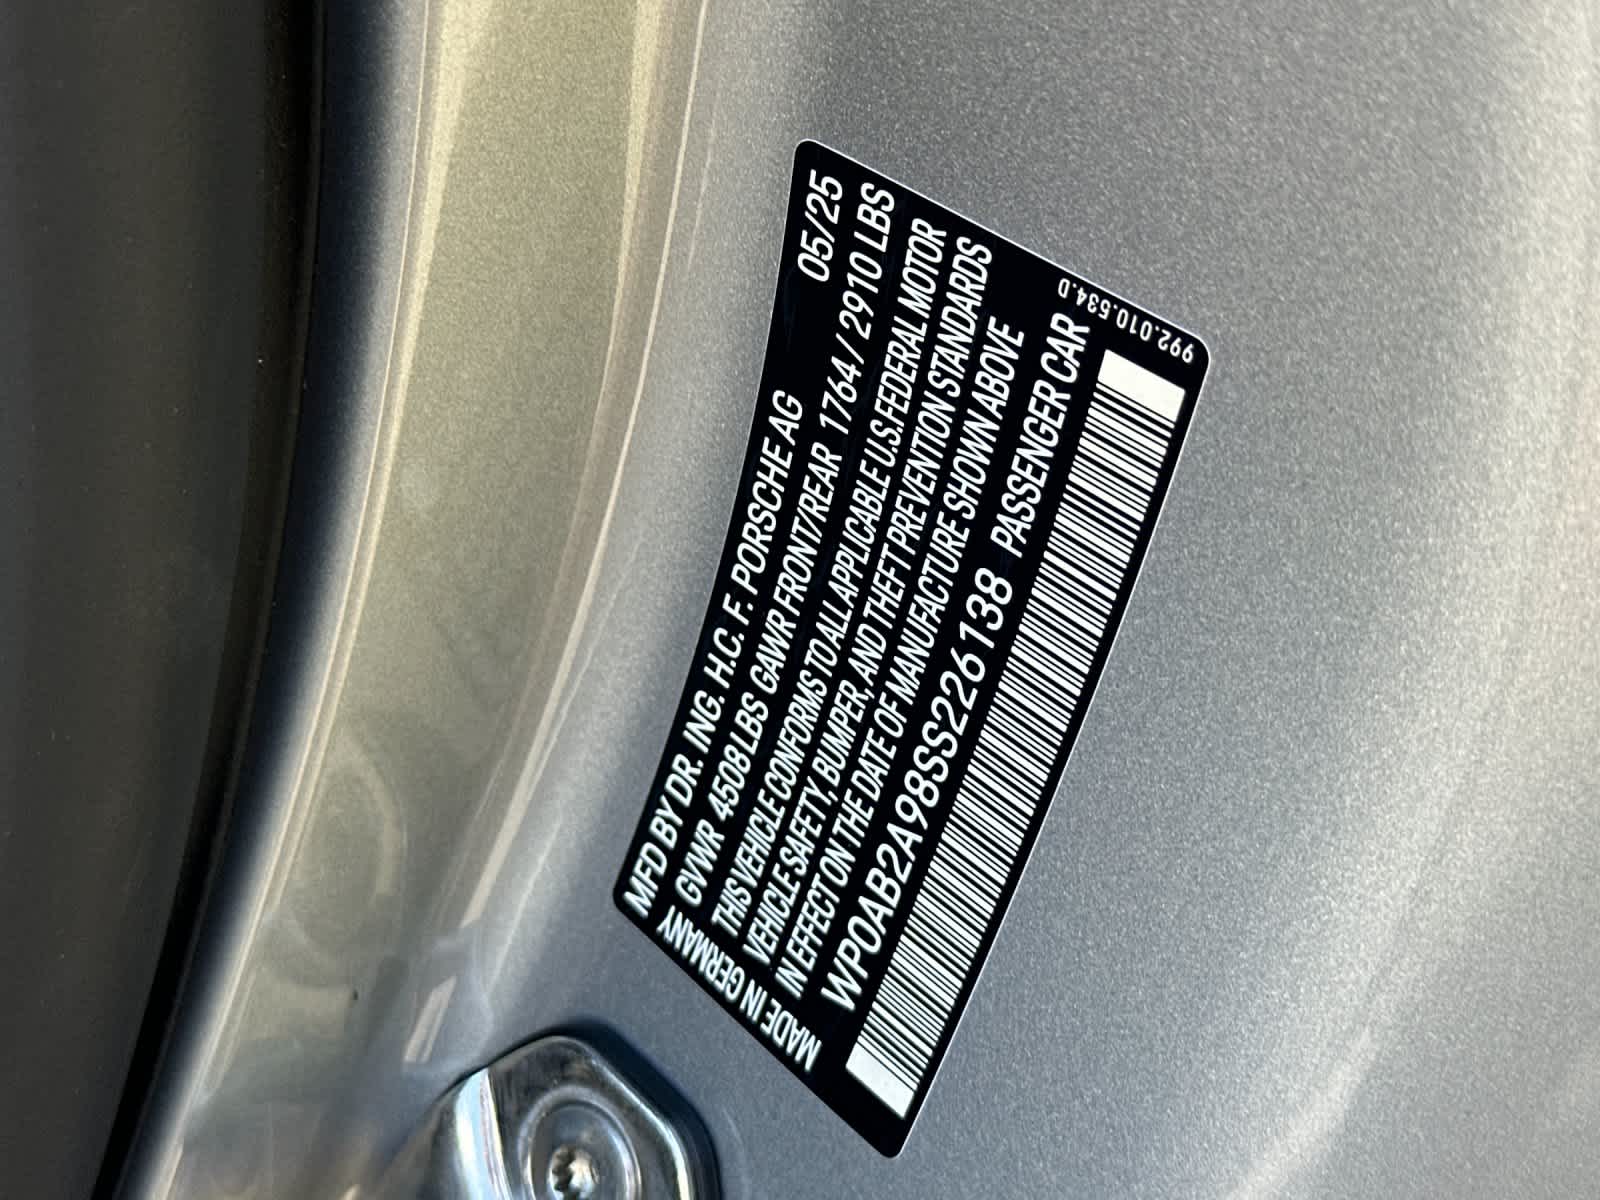 MFD BY DR. ING. H.C. F. PORSCHE AG 05/25
GVWR 4508 LBS GAWR FRONT/REAR 1764/2910 LBS
THIS VEHICLE CONFORMS TO ALL APPLICABLE U.S. FEDERAL MOTOR
VEHICLE SAFETY, BUMPER, AND THEFT PREVENTION STANDARDS
IN EFFECT ON THE DATE OF MANUFACTURE SHOWN ABOVE
WP0AB2A98SS226138 PASSENGER CAR
MADE IN GERMANY
992.010.534.D